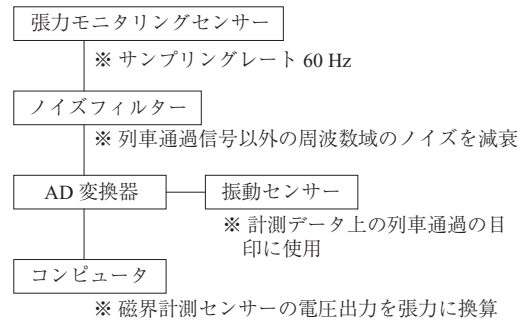 張力モニタリングセンサー
※ サンプリングレート 60 Hz
ノイズフィルター
※ 列車通過信号以外の周波数域のノイズを減衰
AD 変換器
振動センサー
※ 計測データ上の列車通過の目
印に使用
コンピュータ
※ 磁界計測センサーの電圧出力を張力に換算